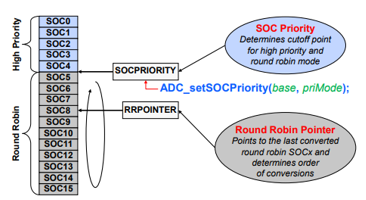 High Priority
Round Robin
SOC0
SOC1
SOC2
SOC3
SOC4
SOC5
SOC6
SOC7
SOC8
SOC9
SOC10
SOC11
SOC12
SOC13
SOC14
SOC15
SOCPRIORITY
RRPOINTER
SOC Priority
Determines cutoff point
for high priority and
round robin mode
ADC_setSOCPriority(base, priMode);
Round Robin Pointer
Points to the last converted
round robin SOCx and
determines order
of conversions